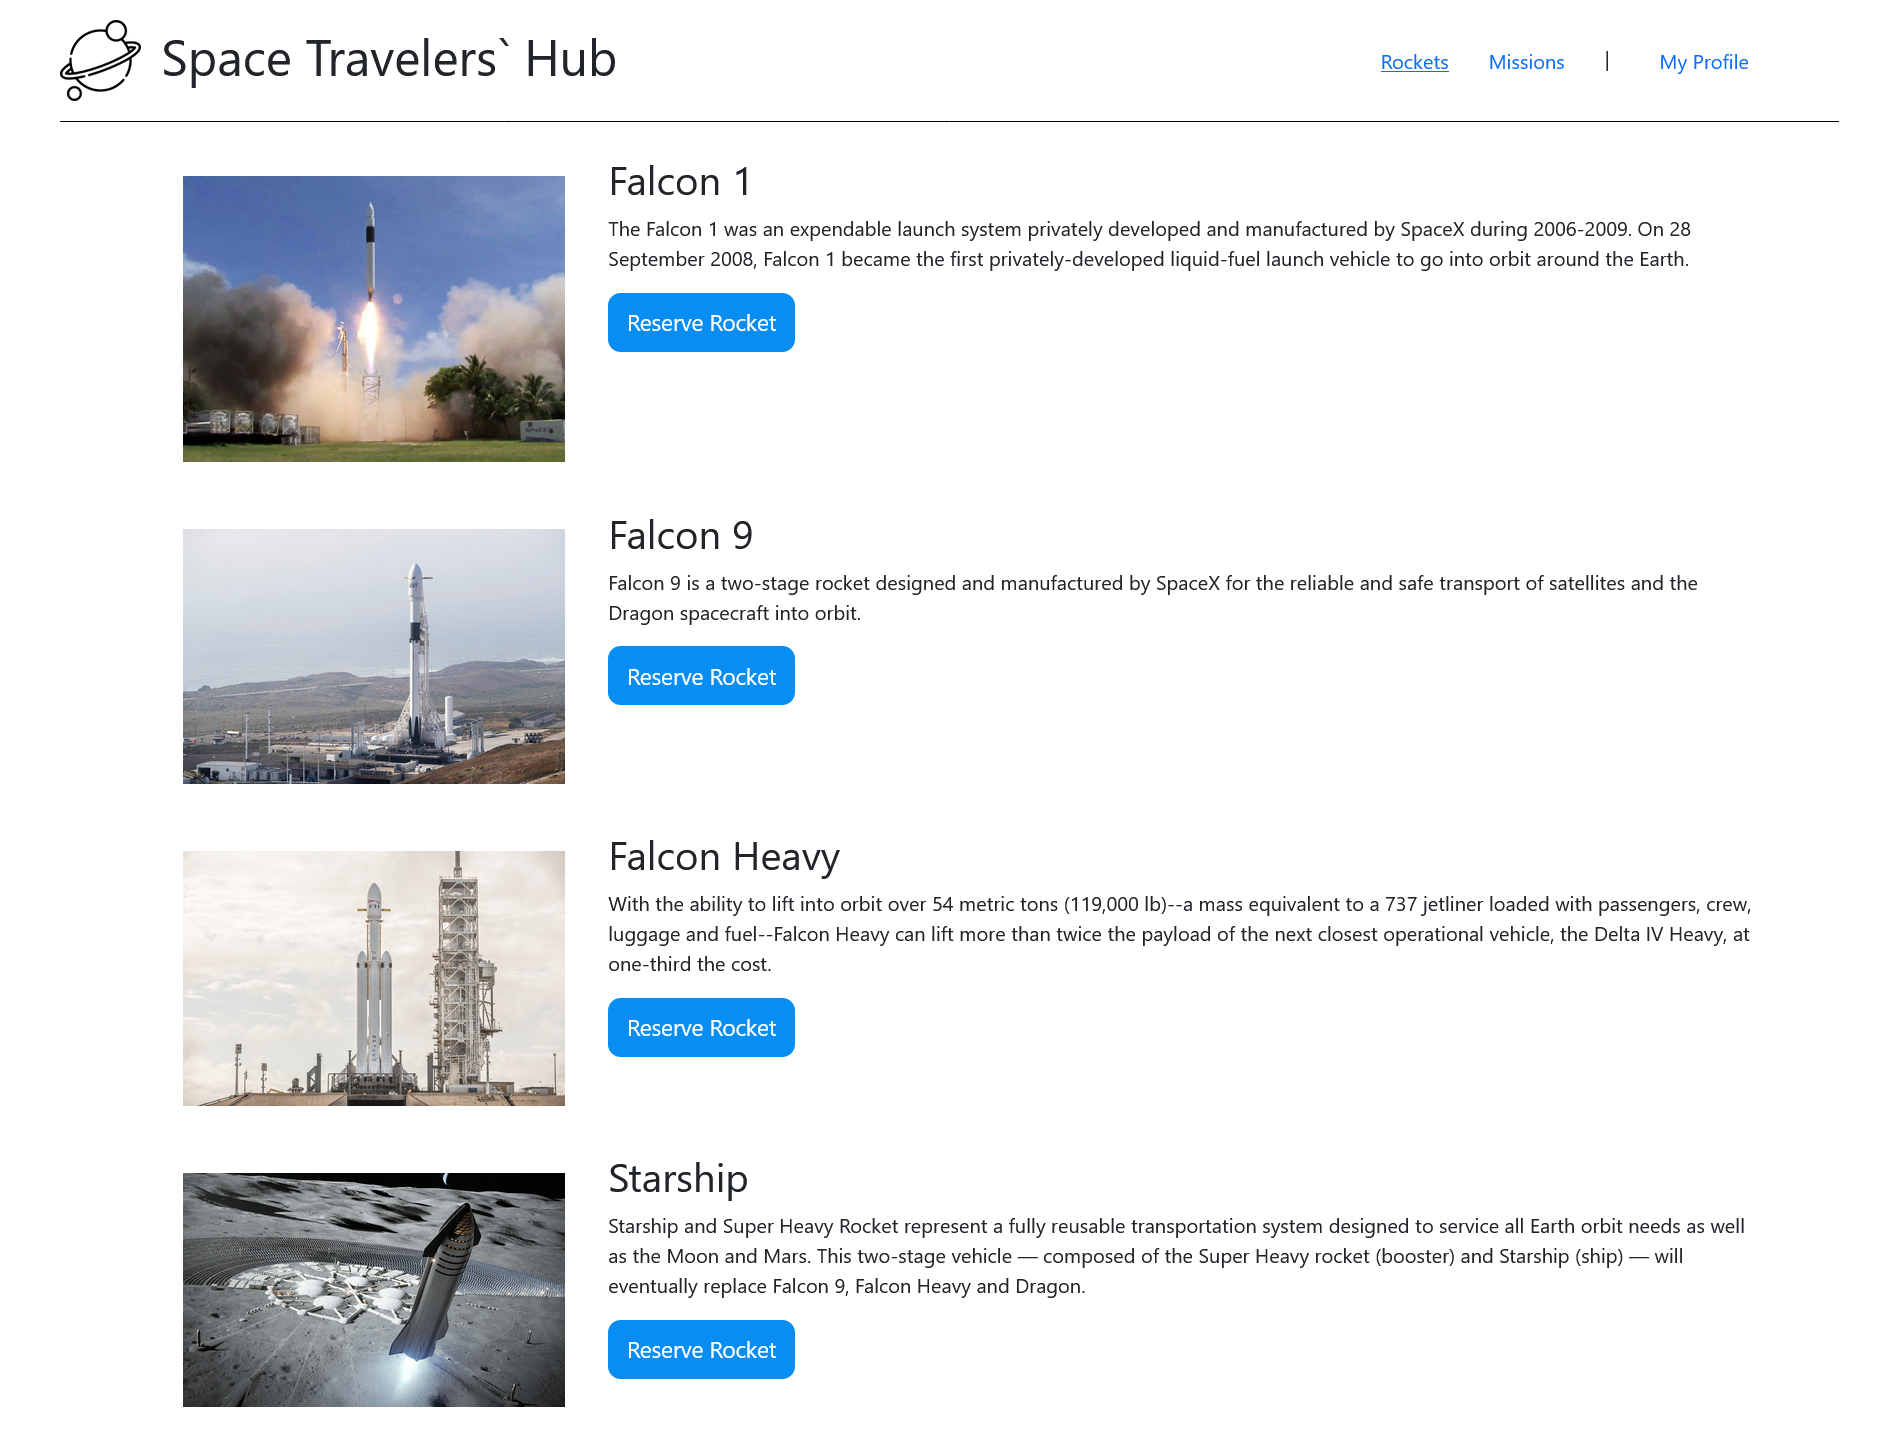 Space Travelers` Hub
Rockets Missions | My Profile
Falcon 1
The Falcon 1 was an expendable launch system privately developed and manufactured by SpaceX during 2006-2009. On 28
September 2008, Falcon 1 became the first privately-developed liquid-fuel launch vehicle to go into orbit around the Earth.
Reserve Rocket
Falcon 9
Falcon 9 is a two-stage rocket designed and manufactured by SpaceX for the reliable and safe transport of satellites and the
Dragon spacecraft into orbit.
Reserve Rocket
Falcon Heavy
With the ability to lift into orbit over 54 metric tons (119,000 lb)--a mass equivalent to a 737 jetliner loaded with passengers, crew,
luggage and fuel--Falcon Heavy can lift more than twice the payload of the next closest operational vehicle, the Delta IV Heavy, at
one-third the cost.
Reserve Rocket
Starship
Starship and Super Heavy Rocket represent a fully reusable transportation system designed to service all Earth orbit needs as well
as the Moon and Mars. This two-stage vehicle — composed of the Super Heavy rocket (booster) and Starship (ship) — will
eventually replace Falcon 9, Falcon Heavy and Dragon.
Reserve Rocket